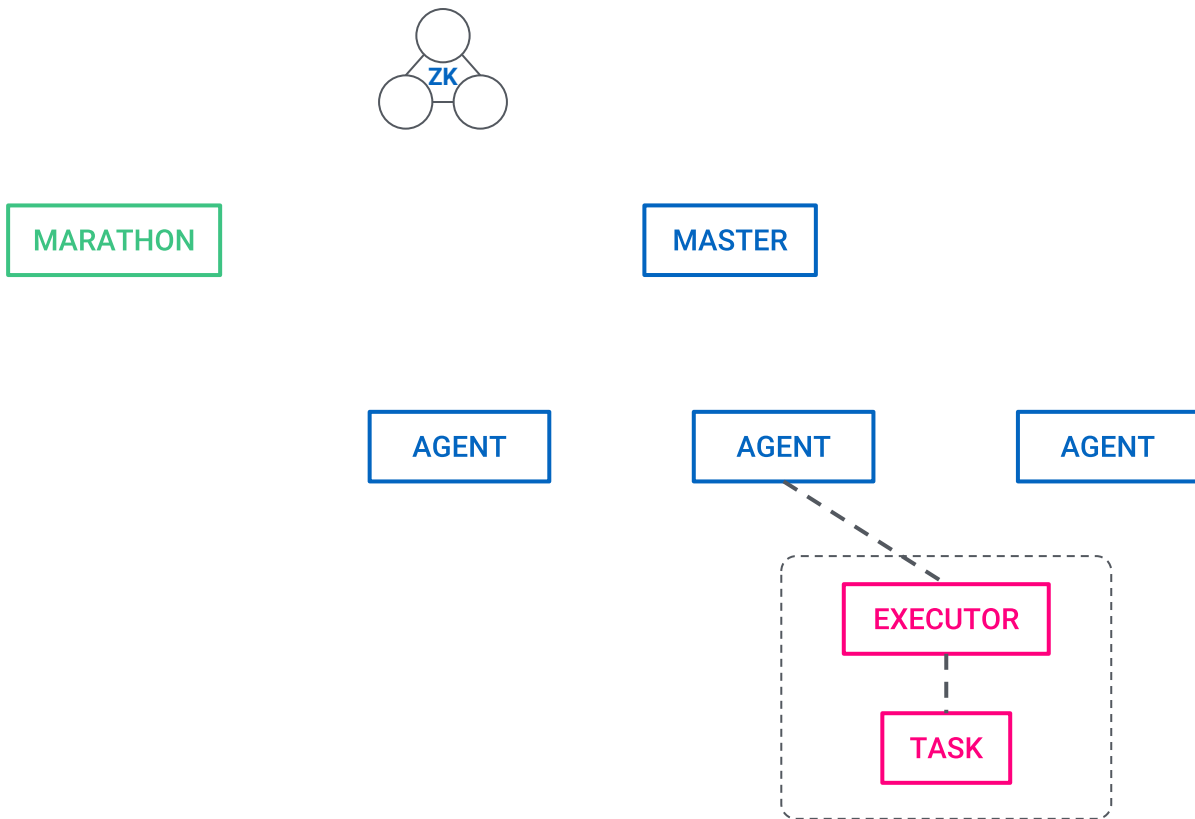 ZK
MARATHON
MASTER
AGENT
AGENT
AGENT
EXECUTOR
TASK